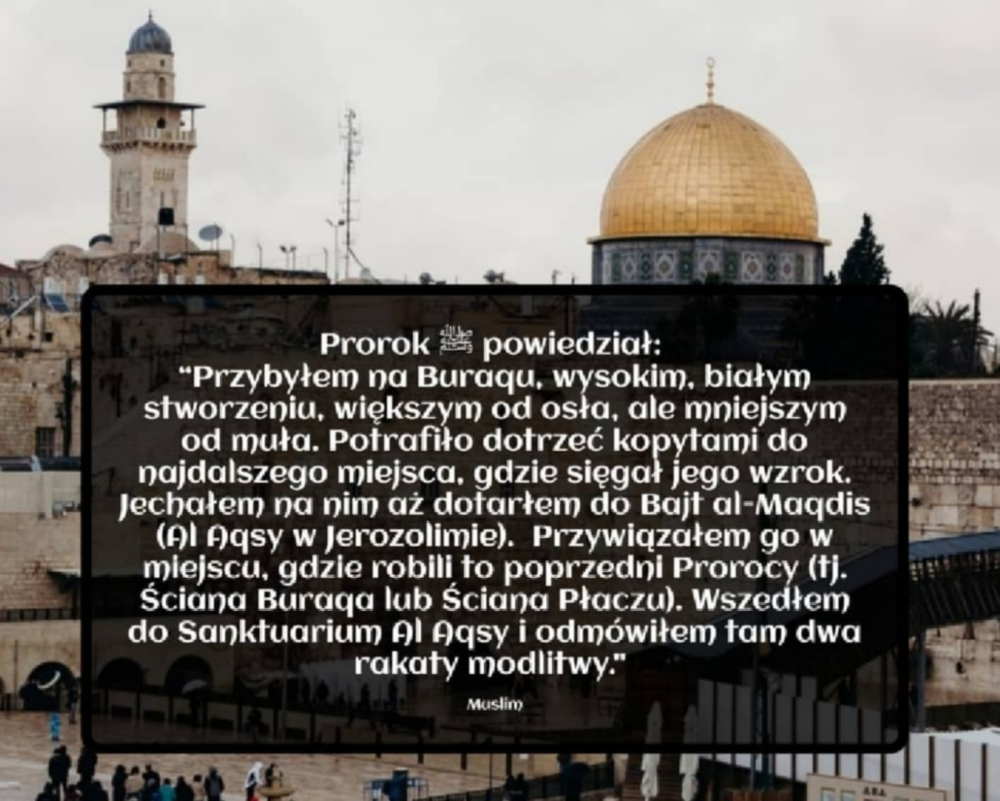 Prorok ﷺ powiedział:
“Przybyłem na Buraqu, wysokim, białym
stworzeniu, większym od osła, ale mniejszym
od muła. Potrafiło dotrzeć kopytami do
najdalszego miejsca, gdzie sięgał jego wzrok.
Jechałem na nim aż dotarłem do Bajt al-Maqdis
(Al Aqsy w Jerozolimie). Przywiązałem go w
miejscu, gdzie robili to poprzedni Prorocy (tj.
Ściana Buraqa lub Ściana Płaczu). Wszedłem
do Sanktuarium Al Aqsy i odmówiłem tam dwa
rakaty modlitwy."
Muslim